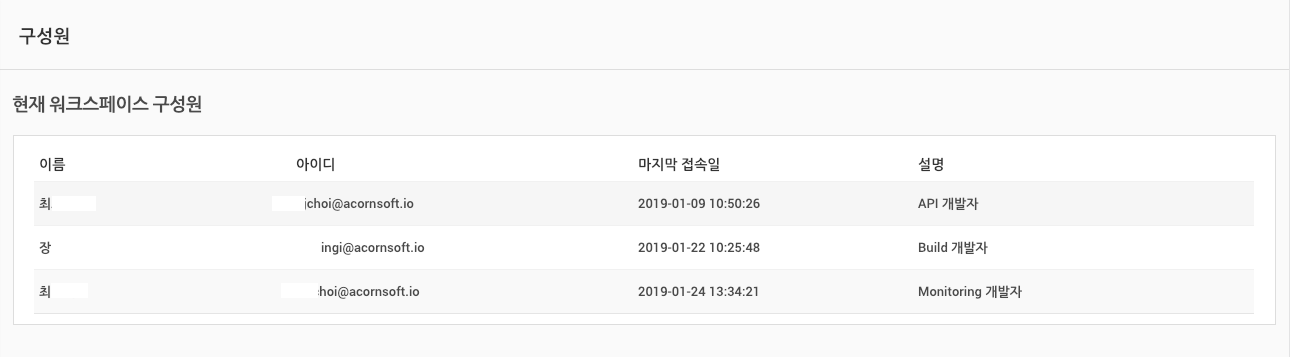 구성원
현재 워크스페이스 구성원
이름 아이디 마지막 접속일 설명
최 jchoi@acornsoft.io 2019-01-09 10:50:26 API 개발자
장 ingi@acornsoft.io 2019-01-22 10:25:48 Build 개발자
최 hoi@acornsoft.io 2019-01-24 13:34:21 Monitoring 개발자